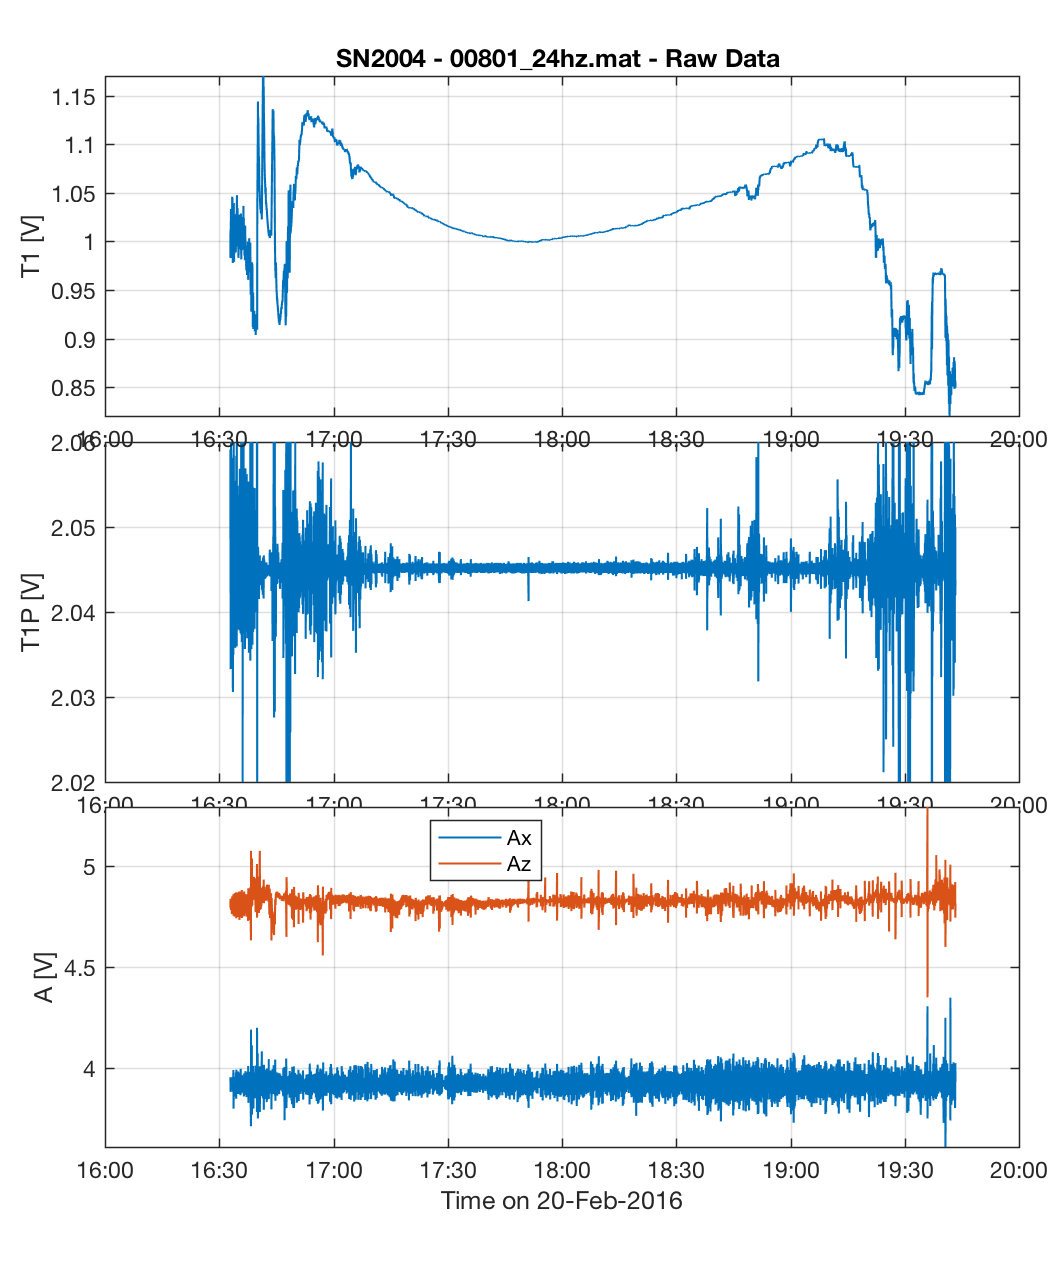 SN2004 - 00801_24hz.mat - Raw Data
T1 [V]
1.15
1.1
1.05
1
0.95
0.9
0.85
16:00 16:30 17:00 17:30 18:00 18:30 19:00 19:30 20:00
T1P [V]
2.06
2.05
2.04
2.03
2.02
16:00 16:30 17:00 17:30 18:00 18:30 19:00 19:30 20:00
A [V]
5
4.5
4
Ax
Az
16:00 16:30 17:00 17:30 18:00 18:30 19:00 19:30 20:00
Time on 20-Feb-2016